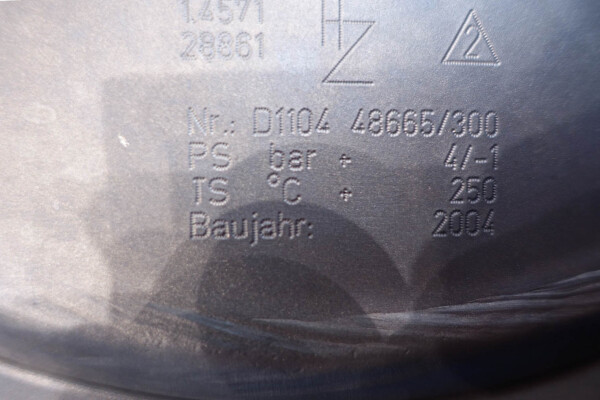 1.4571
28861
HZ
2
Nr.: D1104 48665/300
PS bar ÷ 4/-1
TS °C ÷ 250
Baujahr: 2004